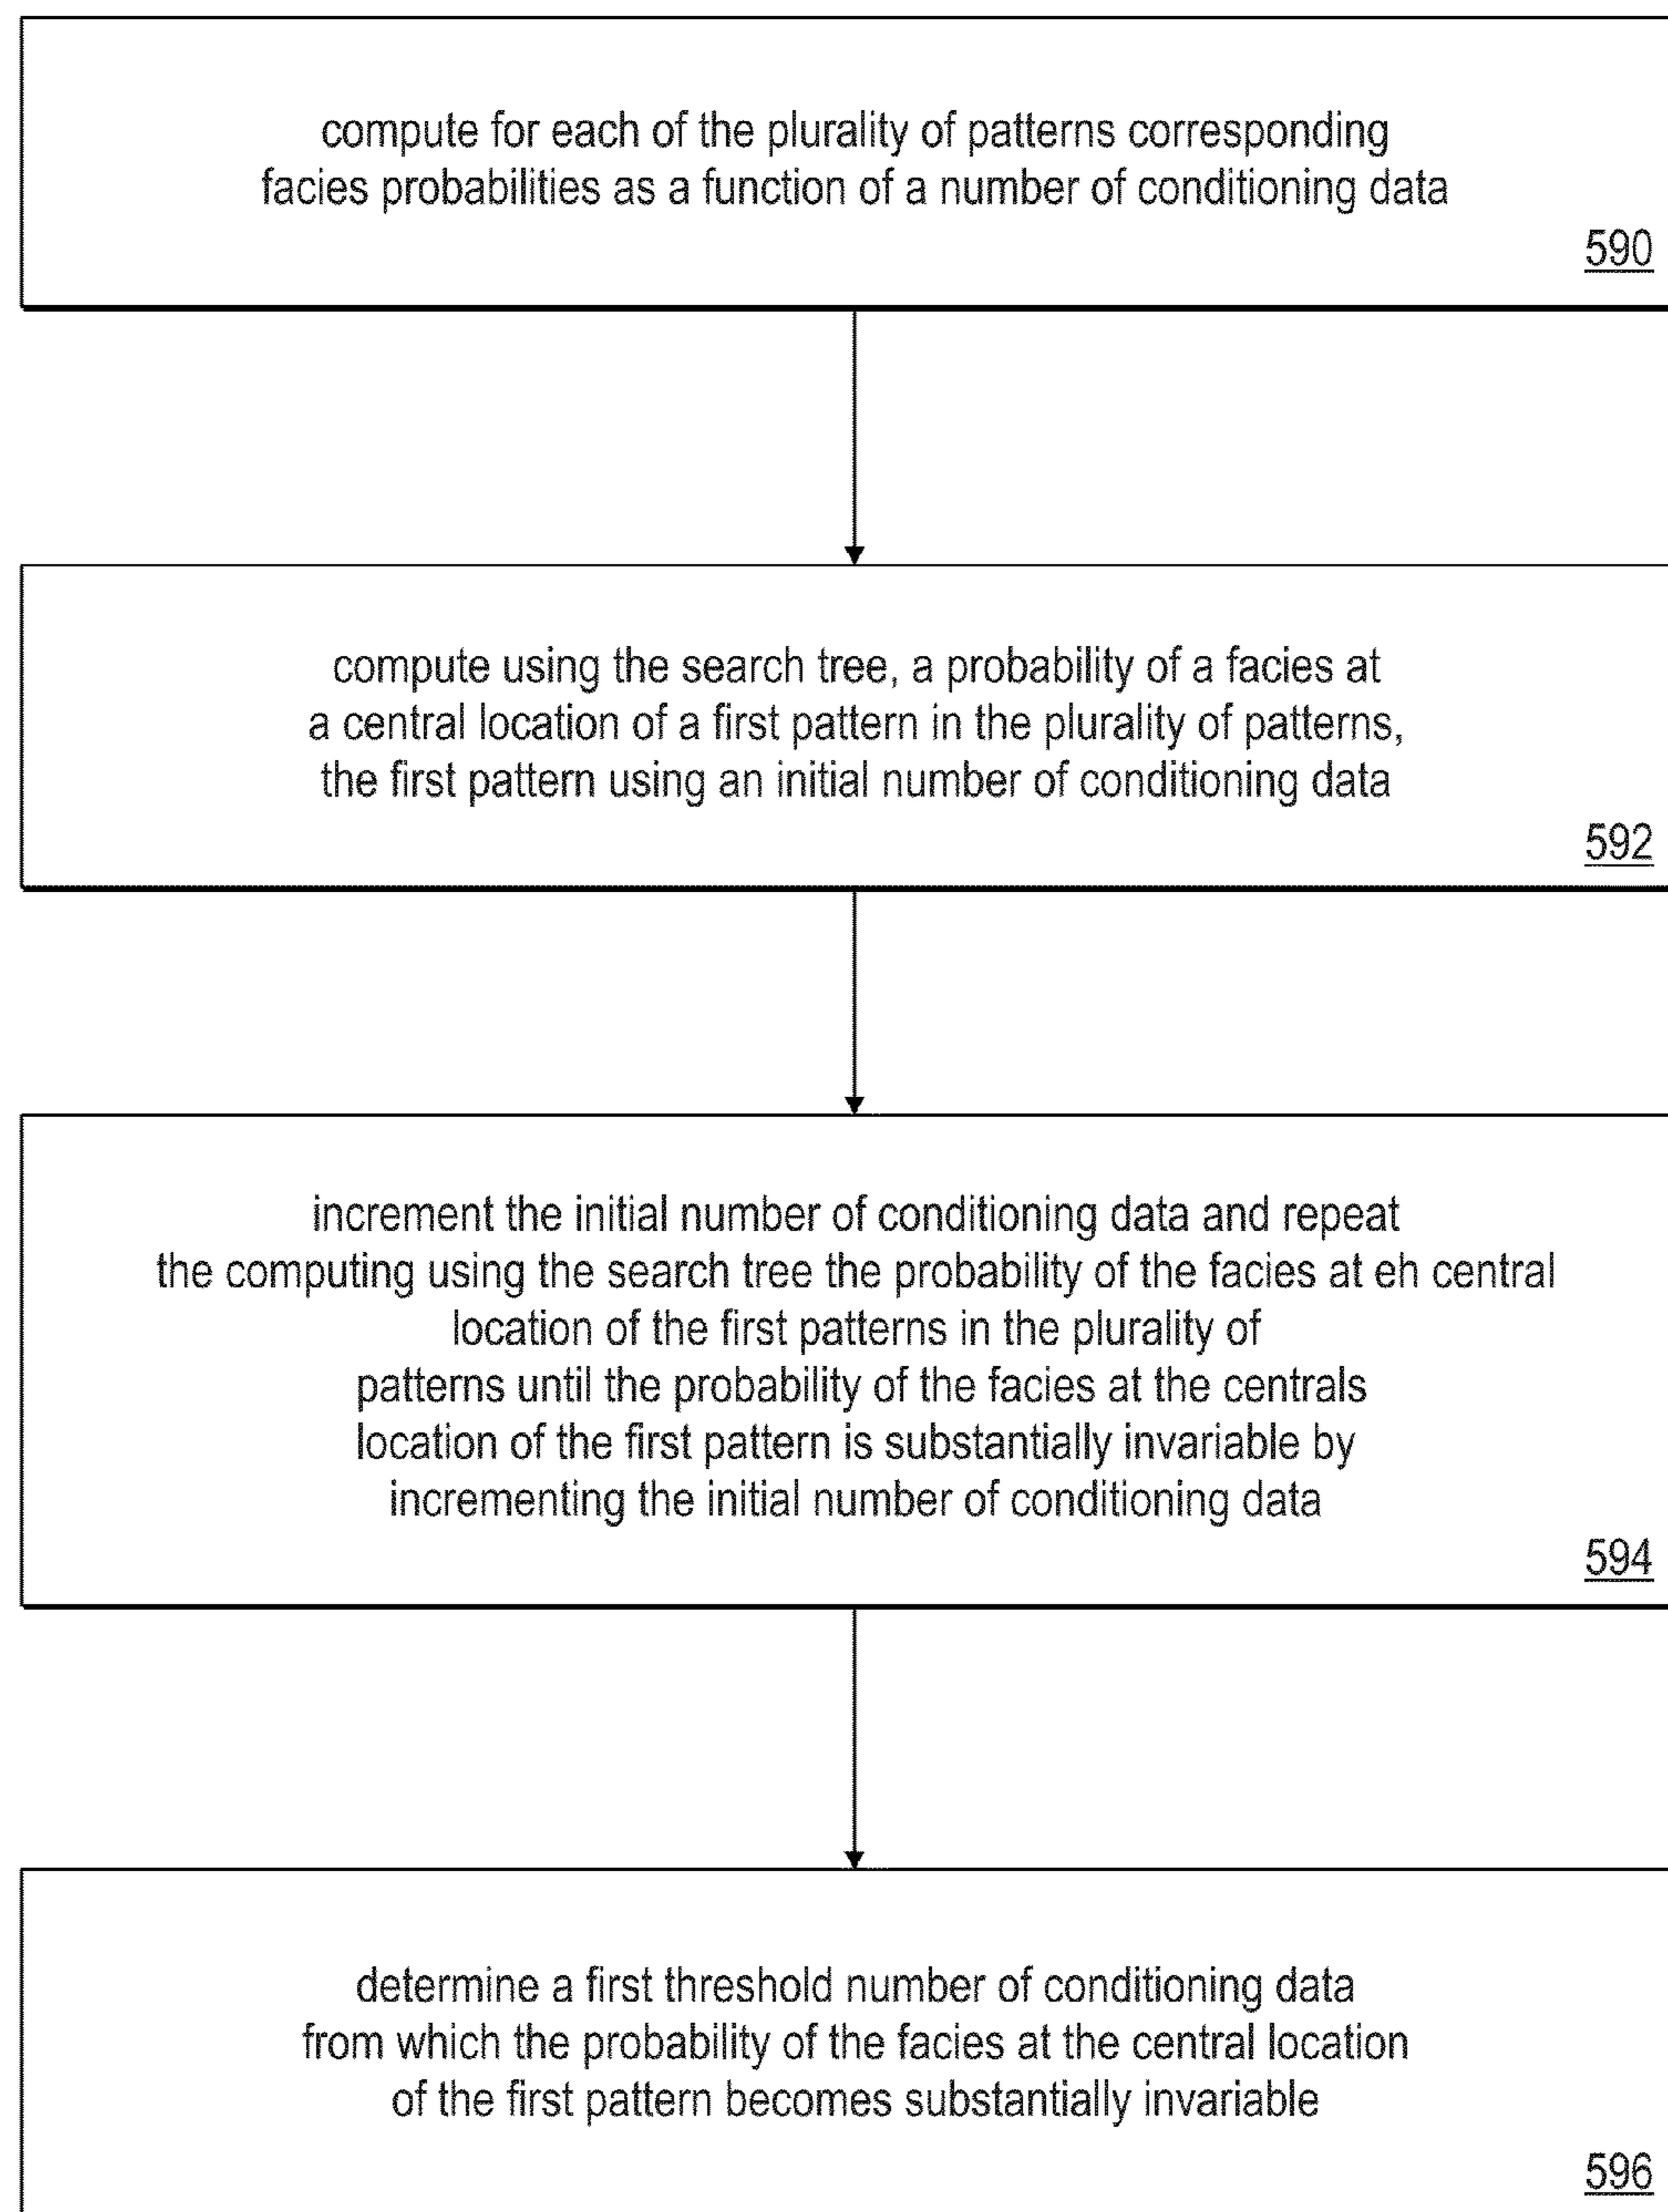 compute for each of the plurality of patterns corresponding
facies probabilities as a function of a number of conditioning data
590
compute using the search tree, a probability of a facies at
a central location of a first pattern in the plurality of patterns,
the first pattern using an initial number of conditioning data
592
increment the initial number of conditioning data and repeat
the computing using the search tree the probability of the facies at eh central
location of the first patterns in the plurality of
patterns until the probability of the facies at the centrals
location of the first pattern is substantially invariable by
incrementing the initial number of conditioning data
594
determine a first threshold number of conditioning data
from which the probability of the facies at the central location
of the first pattern becomes substantially invariable
596